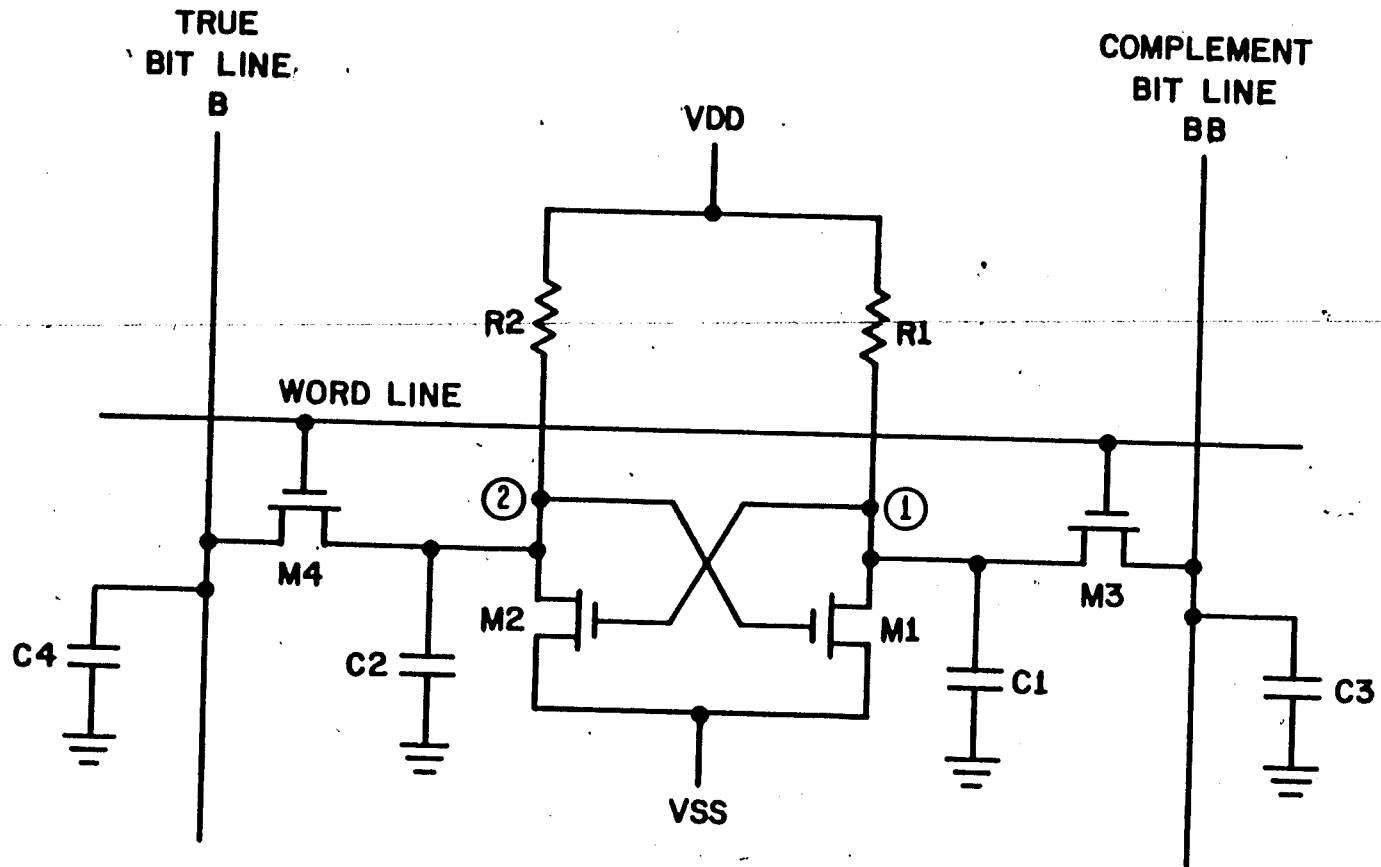 TRUE
BIT LINE
B
COMPLEMENT
BIT LINE
BB
VDD
R2
R1
WORD LINE
2
1
M4
M3
M2
M1
C4
C2
C1
C3
VSS